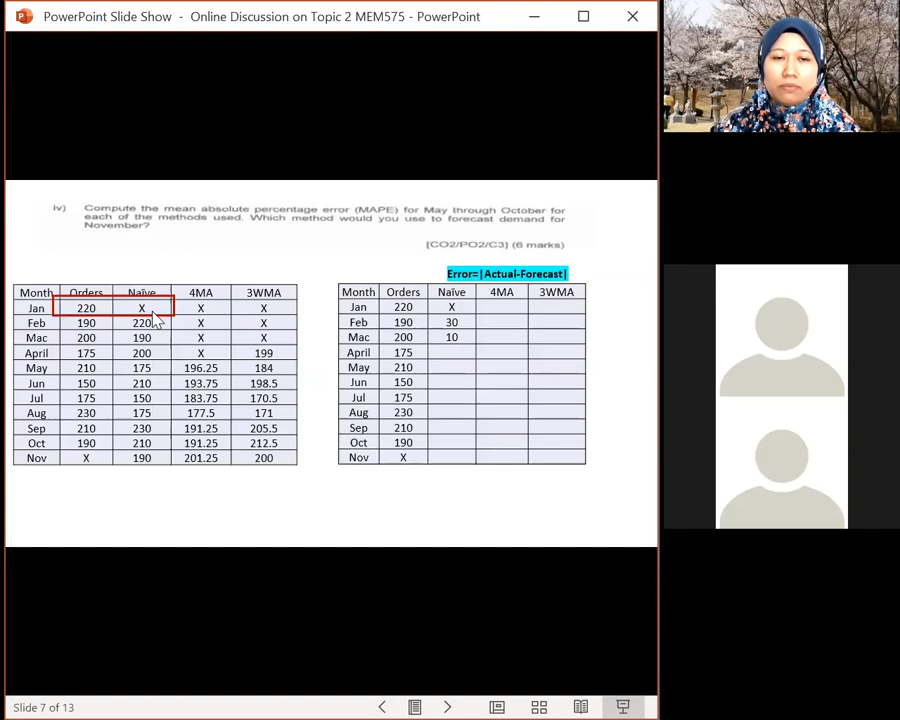 PowerPoint Slide Show - Online Discussion on Topic 2 MEM575 - PowerPoint
iv) Compute the mean absolute percentage error (MAPE) for May through October for
each of the methods used. Which method would you use to forecast demand for
November?
[CO2/PO2/C3] (6 marks)
Error=|Actual-Forecast|
Month Orders Naïve 4MA 3WMA
Jan 220 X X X
Feb 190 220 X X
Mac 200 190 X X
April 175 200 X 199
May 210 175 196.25 184
Jun 150 210 193.75 198.5
Jul 175 150 183.75 170.5
Aug 230 175 177.5 171
Sep 210 230 191.25 205.5
Oct 190 210 191.25 212.5
Nov X 190 201.25 200
Month Orders Naïve 4MA 3WMA
Jan 220 X
Feb 190 30
Mac 200 10
April 175
May 210
Jun 150
Jul 175
Aug 230
Sep 210
Oct 190
Nov X
Slide 7 of 13